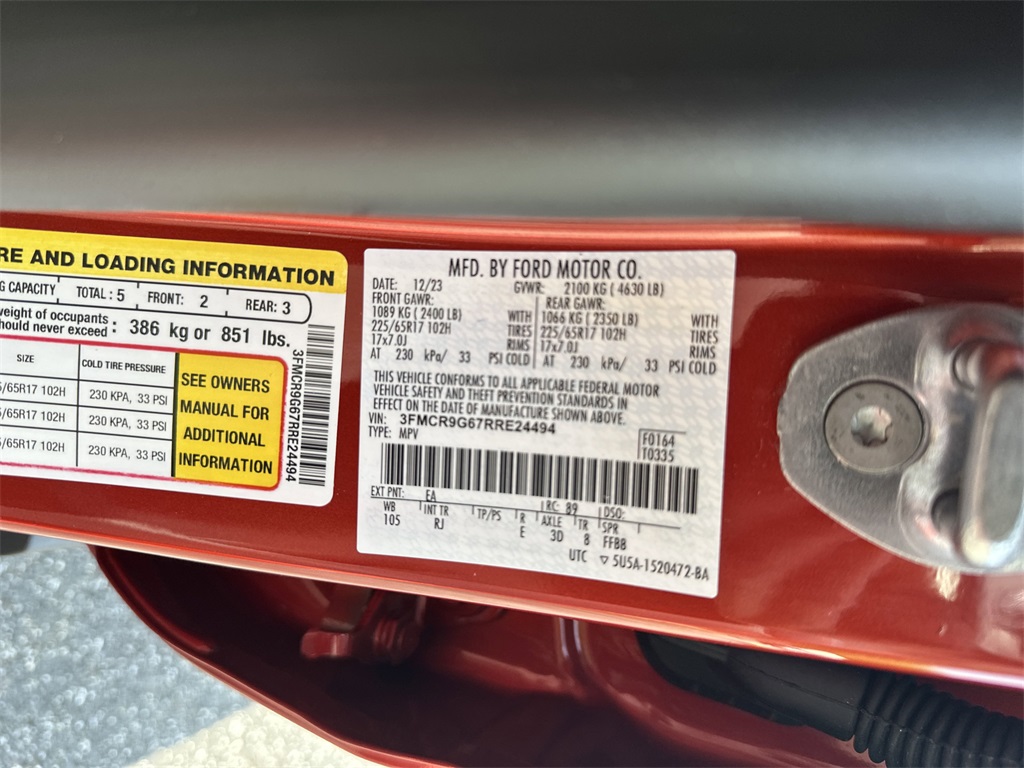 RE AND LOADING INFORMATION
G CAPACITY TOTAL : 5 FRONT: 2 REAR: 3
weight of occupants
hould never exceed : 386 kg or 851 lbs.
SIZE COLD TIRE PRESSURE
5/65R17 102H 230 KPA, 33 PSI
5/65R17 102H 230 KPA, 33 PSI
5/65R17 102H 230 KPA, 33 PSI
SEE OWNERS
MANUAL FOR
ADDITIONAL
INFORMATION
3FMCR9G67RRE24494
MFD. BY FORD MOTOR CO.
DATE: 12/23 GVWR: 2100 KG ( 4630 LB)
FRONT GAWR: REAR GAWR:
1089 KG ( 2400 LB) WITH 1066 KG ( 2350 LB) WITH
225/65R17 102H TIRES 225/65R17 102H TIRES
17x7.0J RIMS 17x7.0J RIMS
AT 230 kPa/ 33 PSI COLD AT 230 kPa/ 33 PSI COLD
THIS VEHICLE CONFORMS TO ALL APPLICABLE FEDERAL MOTOR
VEHICLE SAFETY AND THEFT PREVENTION STANDARDS IN
EFFECT ON THE DATE OF MANUFACTURE SHOWN ABOVE.
VIN: 3FMCR9G67RRE24494
TYPE: MPV
F0164
T0335
EXT PNT: EA RC: 89 DSO:
WB INT TR TP/PS R AXLE TR SPR
105 RJ E 3D 8 FFBB
UTC ▽ 5U5A-1520472-BA